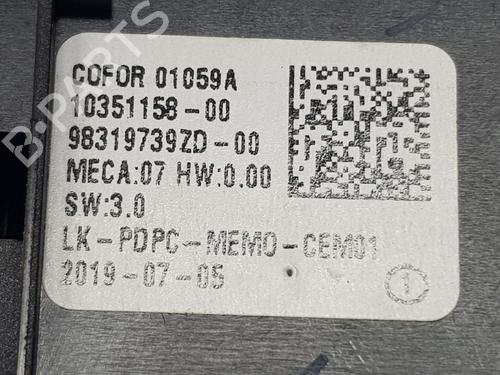 COFOR 01059A
10351158-00
98319739ZD-00
MECA:07 HW:0.00
SW:3.0
LK-PDPC-MEMO-CEM01
2019-07-05
B-PARTS